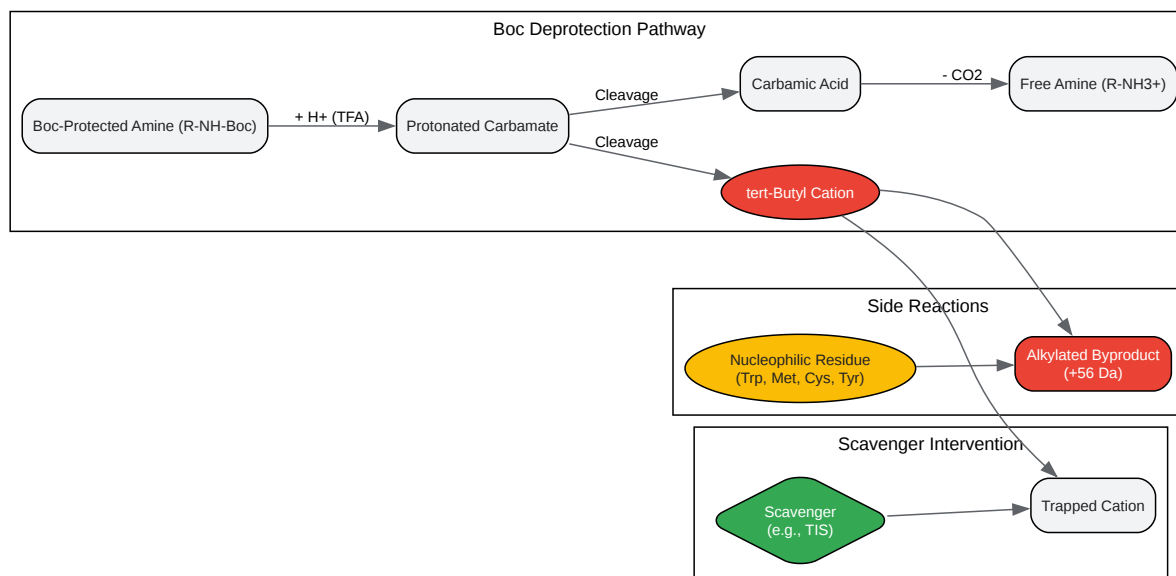 Boc Deprotection Pathway
Boc-Protected Amine (R-NH-Boc)
+ H+ (TFA)
Protonated Carbamate
Cleavage
Carbamic Acid
- CO2
Free Amine (R-NH3+)
Cleavage
tert-Butyl Cation
Side Reactions
Nucleophilic Residue
(Trp, Met, Cys, Tyr)
Alkylated Byproduct
(+56 Da)
Scavenger Intervention
Scavenger
(e.g., TIS)
Trapped Cation